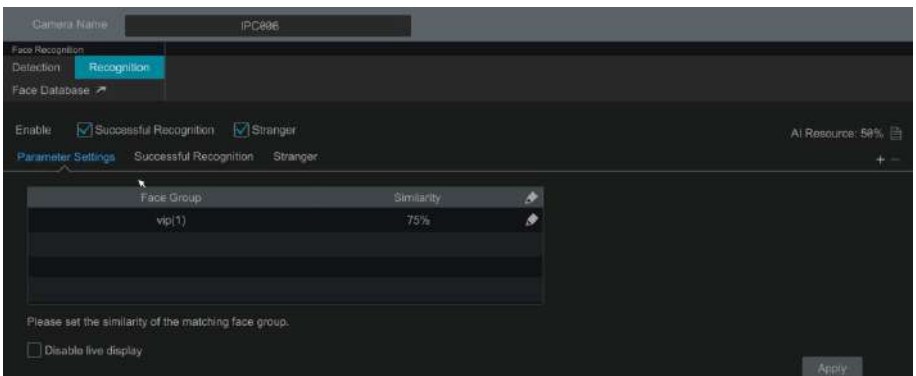 Camera Name IPC006
Face Recognition
Detection Recognition
Face Database
Enable Successful Recognition Stranger AI Resource: 50%
Parameter Settings Successful Recognition Stranger + −
Face Group Similarity
vip(1) 75%
Please set the similarity of the matching face group.
Disable live display
Apply